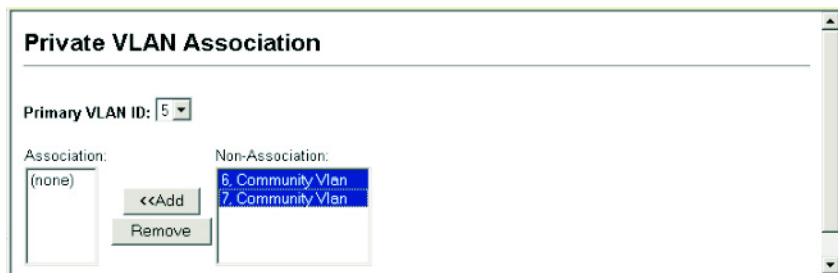 Private VLAN Association
Primary VLAN ID: 5
Association: Non-Association:
(none) 6, Community Vlan
7, Community Vlan
<<Add
Remove